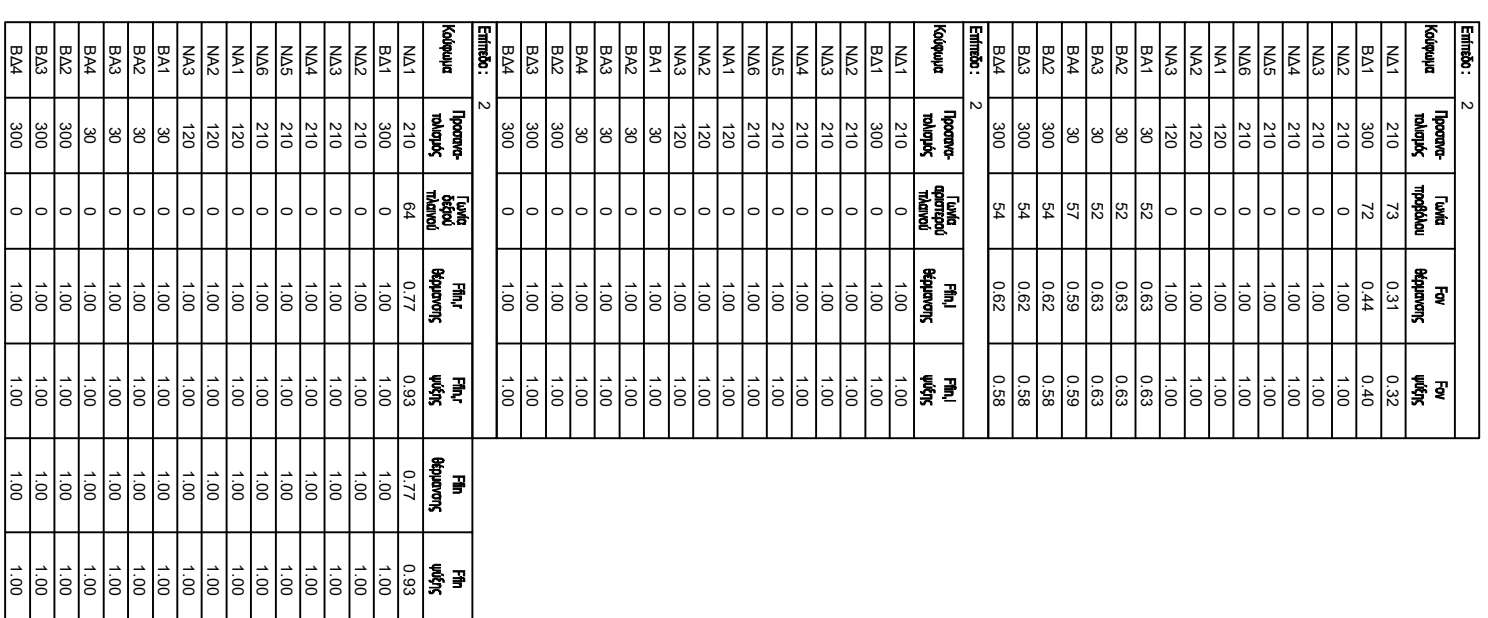 Επίπεδο: 2
Κούφωμα Προσανα- Γωνία Fov Fov
τολισμός προβόλου θέρμανσης ψύξης
ΝΔ1 210 73 0.31 0.32
ΒΔ1 300 72 0.44 0.40
ΝΔ2 210 0 1.00 1.00
ΝΔ3 210 0 1.00 1.00
ΝΔ4 210 0 1.00 1.00
ΝΔ5 210 0 1.00 1.00
ΝΔ6 210 0 1.00 1.00
ΝΑ1 120 0 1.00 1.00
ΝΑ2 120 0 1.00 1.00
ΝΑ3 120 0 1.00 1.00
ΒΑ1 30 52 0.63 0.63
ΒΑ2 30 52 0.63 0.63
ΒΑ3 30 52 0.63 0.63
ΒΑ4 30 57 0.59 0.59
ΒΔ2 300 54 0.62 0.58
ΒΔ3 300 54 0.62 0.58
ΒΔ4 300 54 0.62 0.58
Επίπεδο: 2
Κούφωμα Προσανα- Γωνία Ffin,l Ffin,l
τολισμός αριστερού θέρμανσης ψύξης
πλαινού
ΝΔ1 210 0 1.00 1.00
ΒΔ1 300 0 1.00 1.00
ΝΔ2 210 0 1.00 1.00
ΝΔ3 210 0 1.00 1.00
ΝΔ4 210 0 1.00 1.00
ΝΔ5 210 0 1.00 1.00
ΝΔ6 210 0 1.00 1.00
ΝΑ1 120 0 1.00 1.00
ΝΑ2 120 0 1.00 1.00
ΝΑ3 120 0 1.00 1.00
ΒΑ1 30 0 1.00 1.00
ΒΑ2 30 0 1.00 1.00
ΒΑ3 30 0 1.00 1.00
ΒΑ4 30 0 1.00 1.00
ΒΔ2 300 0 1.00 1.00
ΒΔ3 300 0 1.00 1.00
ΒΔ4 300 0 1.00 1.00
Επίπεδο: 2
Κούφωμα Προσανα- Γωνία Ffin,r Ffin,r Ffin Ffin
τολισμός δεξιού θέρμανσης ψύξης θέρμανσης ψύξης
πλαινού
ΝΔ1 210 64 0.77 0.93 0.77 0.93
ΒΔ1 300 0 1.00 1.00 1.00 1.00
ΝΔ2 210 0 1.00 1.00 1.00 1.00
ΝΔ3 210 0 1.00 1.00 1.00 1.00
ΝΔ4 210 0 1.00 1.00 1.00 1.00
ΝΔ5 210 0 1.00 1.00 1.00 1.00
ΝΔ6 210 0 1.00 1.00 1.00 1.00
ΝΑ1 120 0 1.00 1.00 1.00 1.00
ΝΑ2 120 0 1.00 1.00 1.00 1.00
ΝΑ3 120 0 1.00 1.00 1.00 1.00
ΒΑ1 30 0 1.00 1.00 1.00 1.00
ΒΑ2 30 0 1.00 1.00 1.00 1.00
ΒΑ3 30 0 1.00 1.00 1.00 1.00
ΒΑ4 30 0 1.00 1.00 1.00 1.00
ΒΔ2 300 0 1.00 1.00 1.00 1.00
ΒΔ3 300 0 1.00 1.00 1.00 1.00
ΒΔ4 300 0 1.00 1.00 1.00 1.00